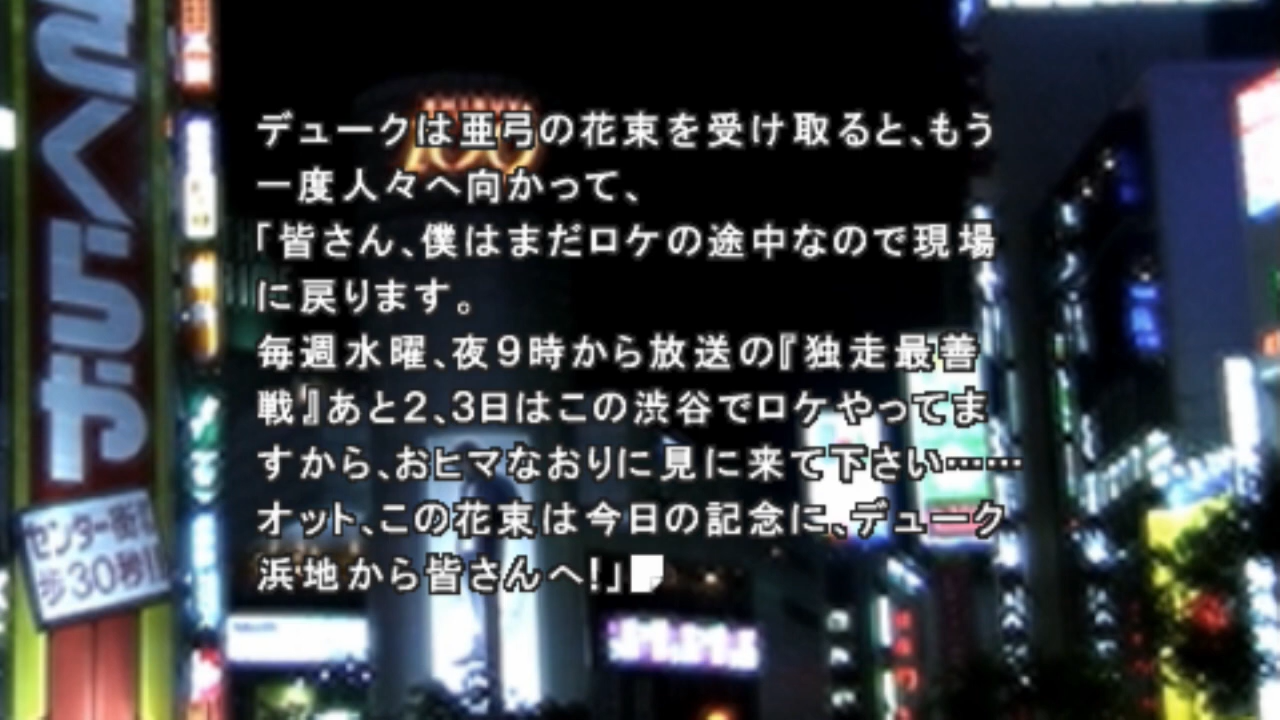 デュークは亜弓の花束を受け取ると、もう
一度人々へ向かって、
「皆さん、僕はまだロケの途中なので現場
に戻ります。
毎週水曜、夜９時から放送の『独走最善
戦』あと２、３日はこの渋谷でロケやってま
すから、おヒマなおりに見に来て下さい……
オット、この花束は今日の記念に、デューク
浜地から皆さんへ！」
さくらや
センター街
歩30秒!!
109